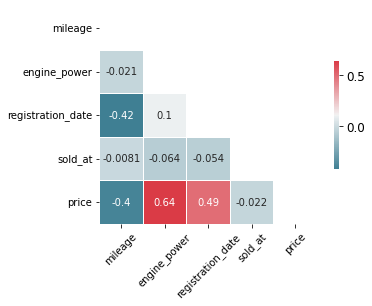 mileage
engine_power -0.021
registration_date -0.42 0.1
sold_at -0.0081 -0.064 -0.054
price -0.4 0.64 0.49 -0.022
mileage engine_power registration_date sold_at price
0.5
0.0